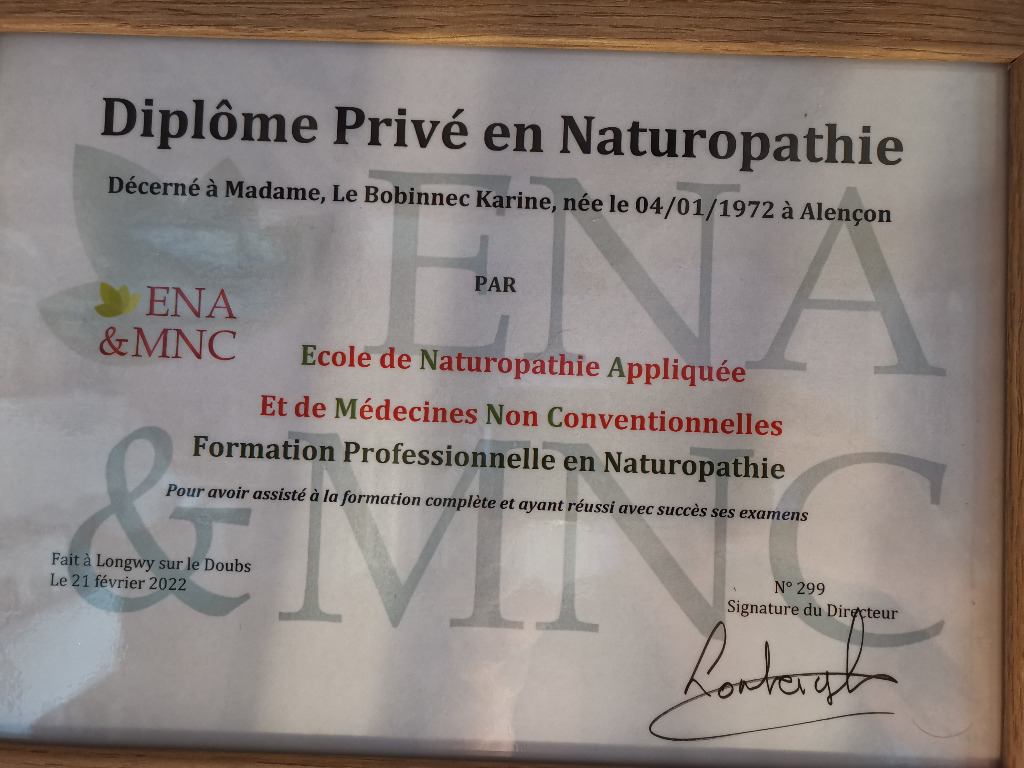 Diplôme Privé en Naturopathie
Décerné à Madame, Le Bobinnec Karine, née le 04/01/1972 à Alençon
PAR
ENA
&MNC
Ecole de Naturopathie Appliquée
Et de Médecines Non Conventionnelles
Formation Professionnelle en Naturopathie
Pour avoir assisté à la formation complète et ayant réussi avec succès ses examens
Fait à Longwy sur le Doubs
Le 21 février 2022
N° 299
Signature du Directeur
ENA
&MNC